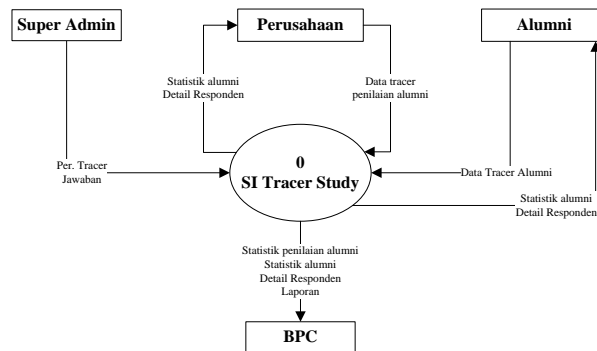 Super Admin
Perusahaan
Alumni
Statistik alumni
Detail Responden
Data tracer
penilaian alumni
Per. Tracer
Jawaban
0
SI Tracer Study
Data Tracer Alumni
Statistik alumni
Detail Responden
Statistik penilaian alumni
Statistik alumni
Detail Responden
Laporan
BPC